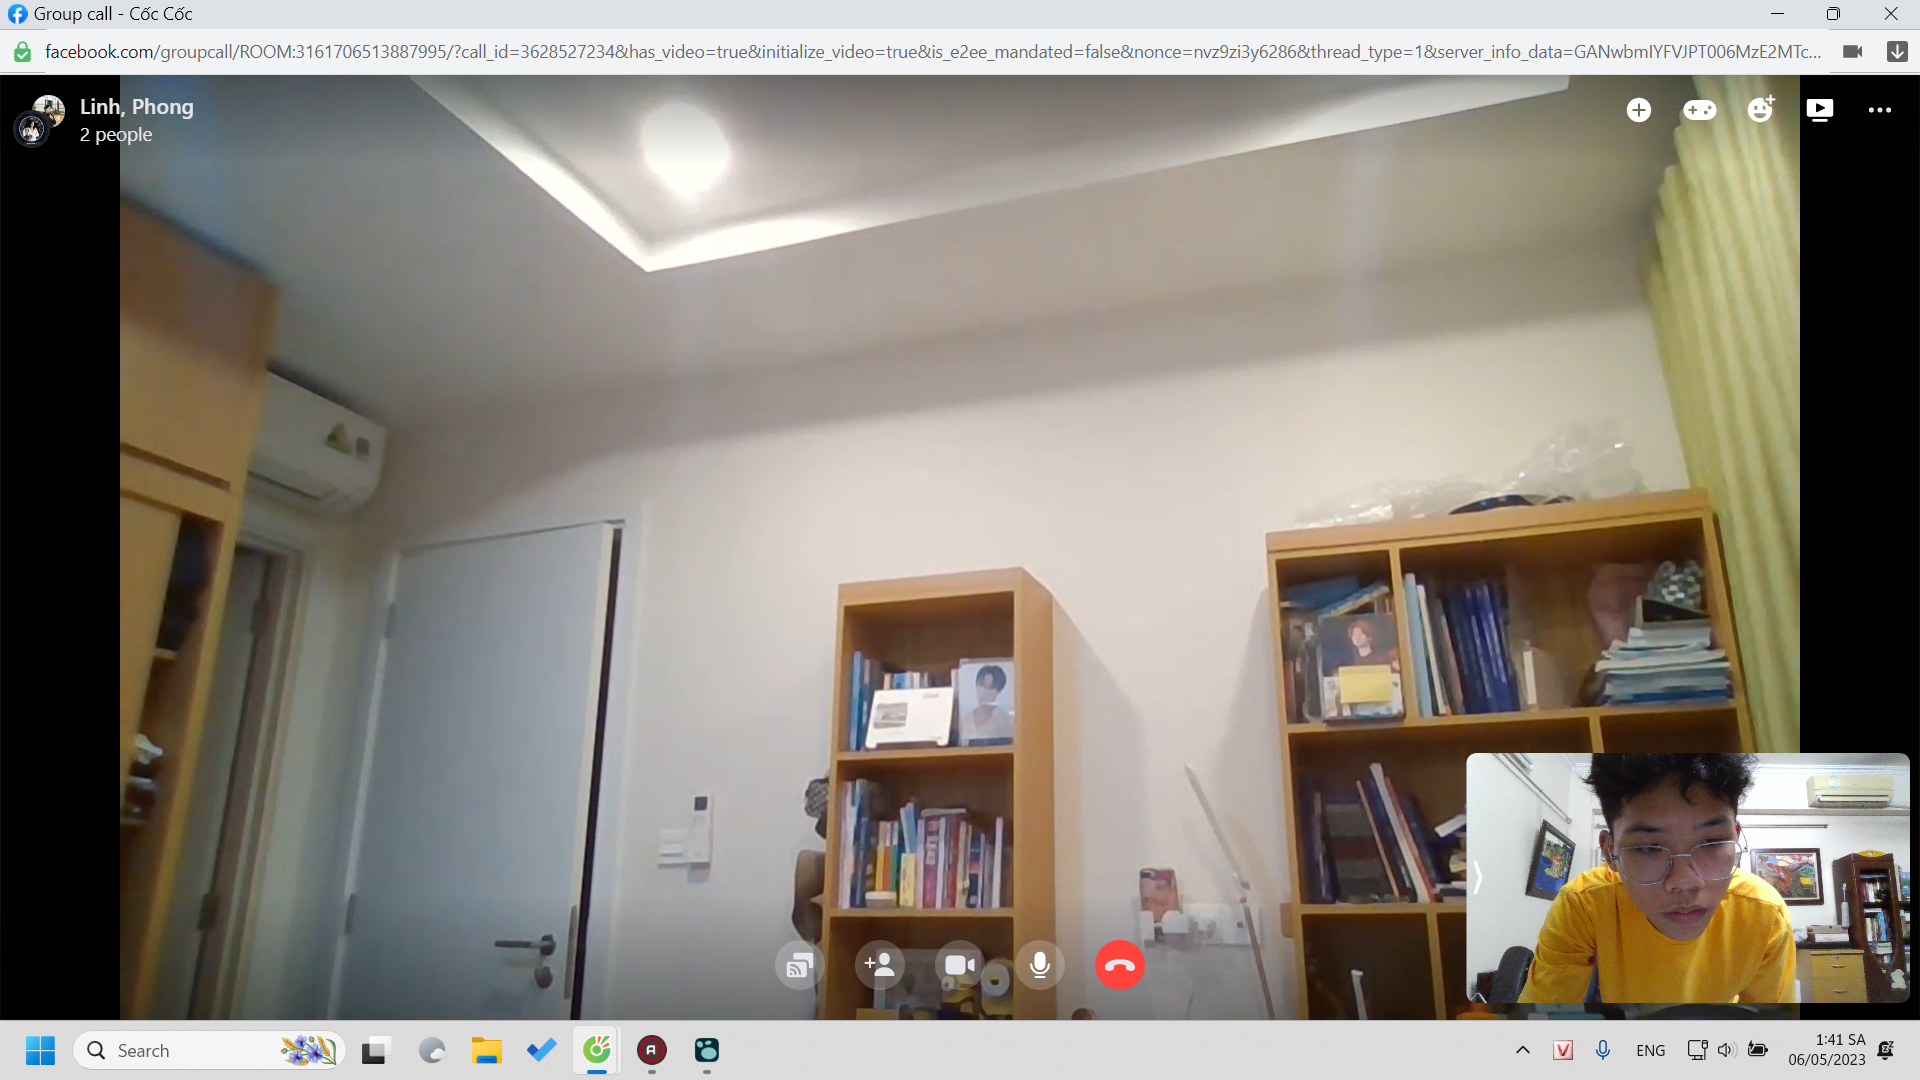 Group call - Cốc Cốc
facebook.com/groupcall/ROOM:3161706513887995/?call_id=3628527234&has_video=true&initialize_video=true&is_e2ee_mandated=false&nonce=nvz9zi3y6286&thread_type=1&server_info_data=GANwbmlYFVJPT006MzE2MTc...
Linh, Phong
2 people
Search
ENG
1:41 SA
06/05/2023